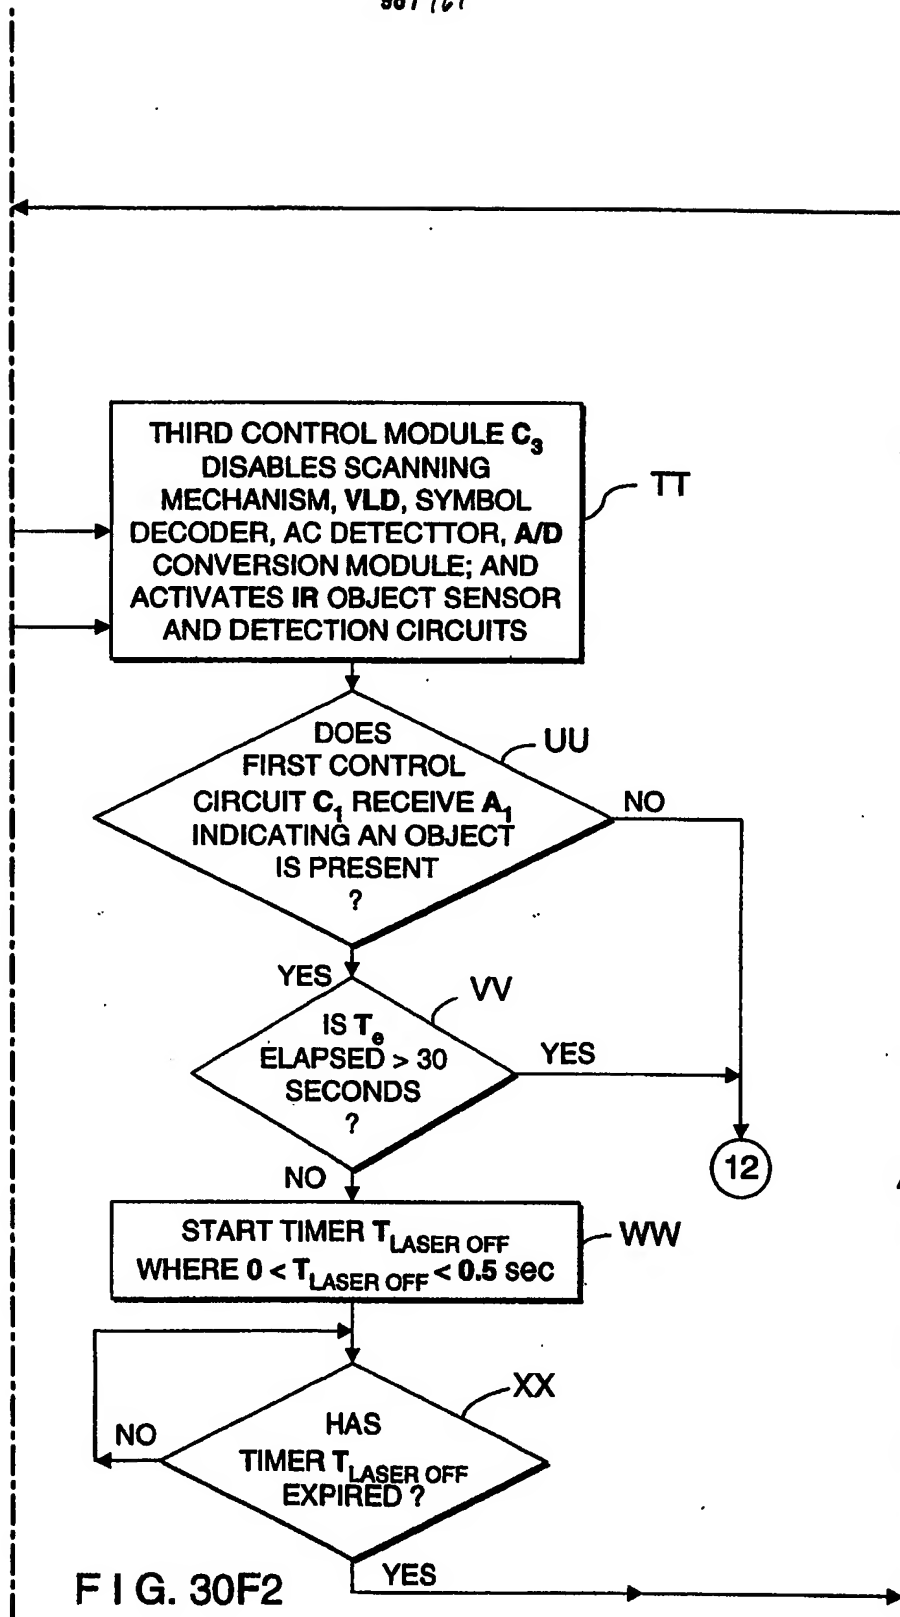 THIRD CONTROL MODULE C3
DISABLES SCANNING
MECHANISM, VLD, SYMBOL
DECODER, AC DETECTTOR, A/D
CONVERSION MODULE; AND
ACTIVATES IR OBJECT SENSOR
AND DETECTION CIRCUITS
TT
DOES
FIRST CONTROL
CIRCUIT C1 RECEIVE A1
INDICATING AN OBJECT
IS PRESENT
?
UU
NO
YES
IS Te
ELAPSED > 30
SECONDS
?
VV
YES
12
NO
START TIMER TLASER OFF
WHERE 0 < TLASER OFF < 0.5 sec
WW
HAS
TIMER TLASER OFF
EXPIRED ?
XX
NO
YES
FIG. 30F2